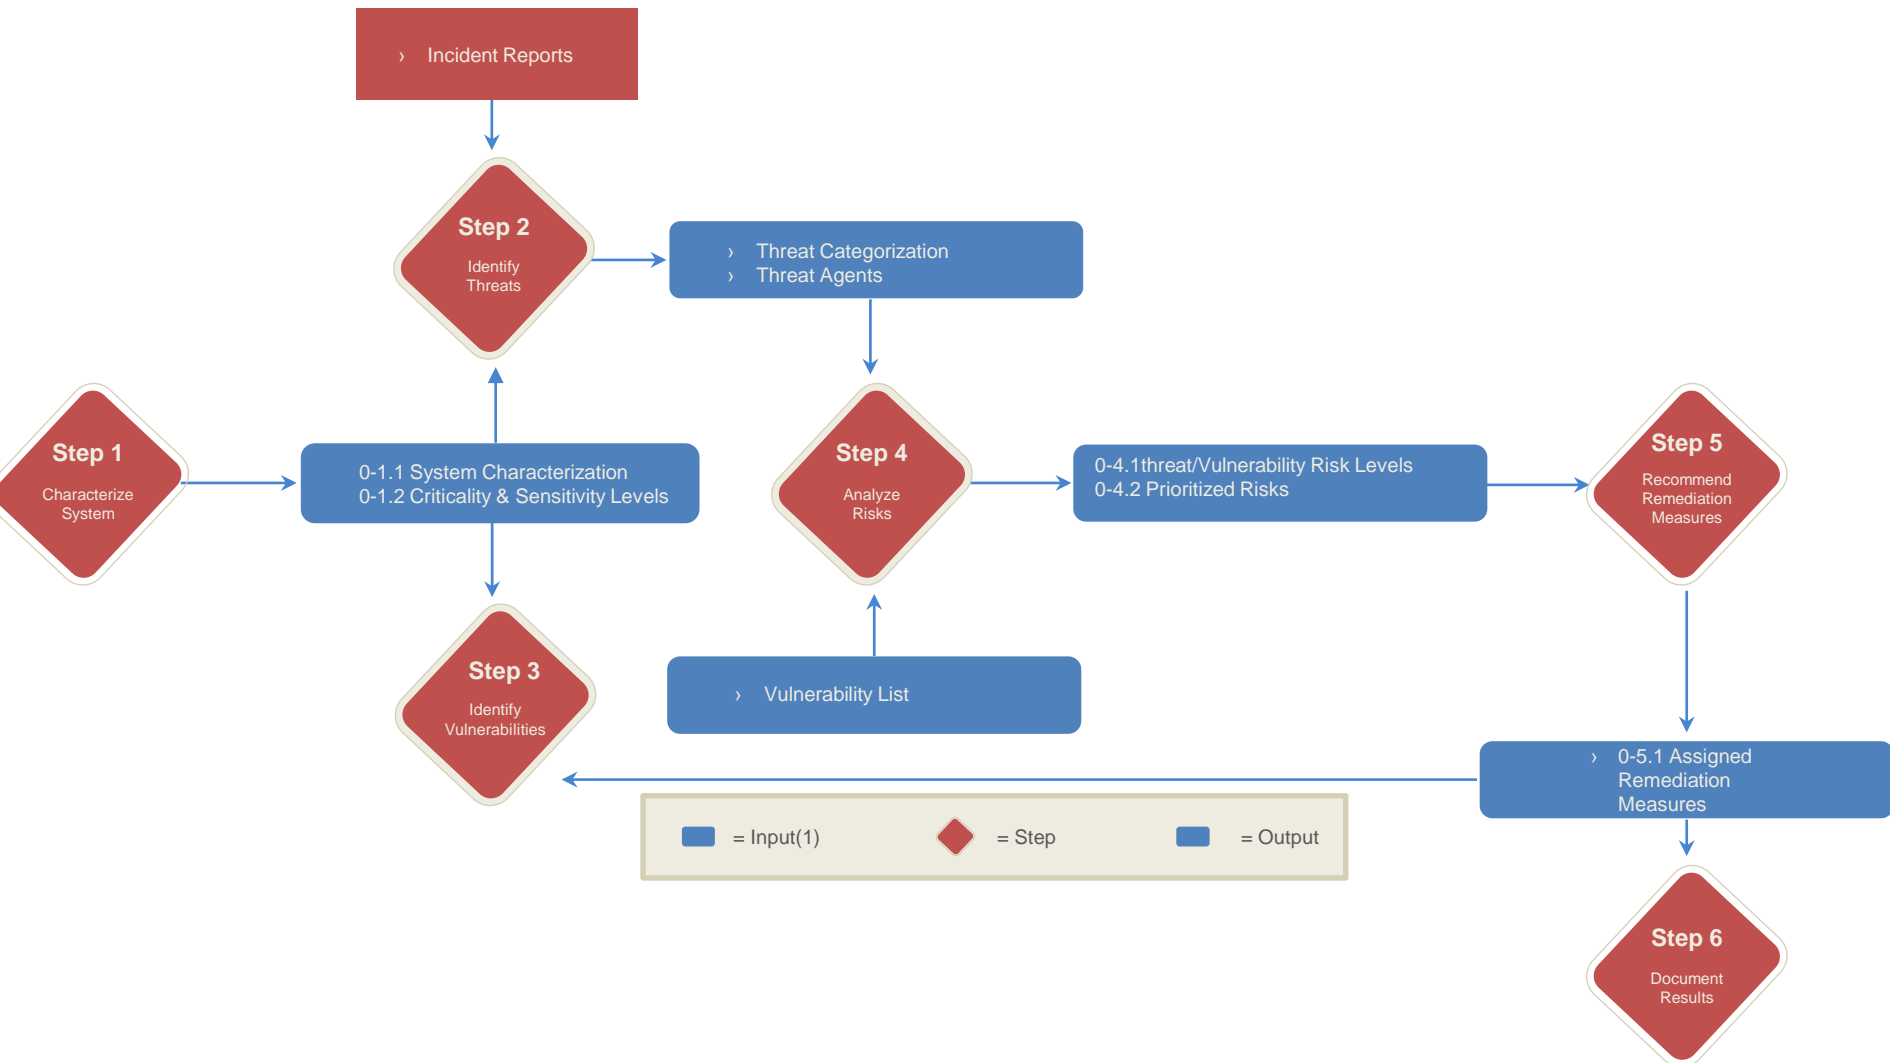 › Incident Reports
Step 2
Identify
Threats
› Threat Categorization
› Threat Agents
Step 1
Characterize
System
0-1.1 System Characterization
0-1.2 Criticality & Sensitivity Levels
Step 4
Analyze
Risks
0-4.1threat/Vulnerability Risk Levels
0-4.2 Prioritized Risks
Step 5
Recommend
Remediation
Measures
Step 3
Identify
Vulnerabilities
› Vulnerability List
› 0-5.1 Assigned
Remediation
Measures
= Input(1)
= Step
= Output
Step 6
Document
Results